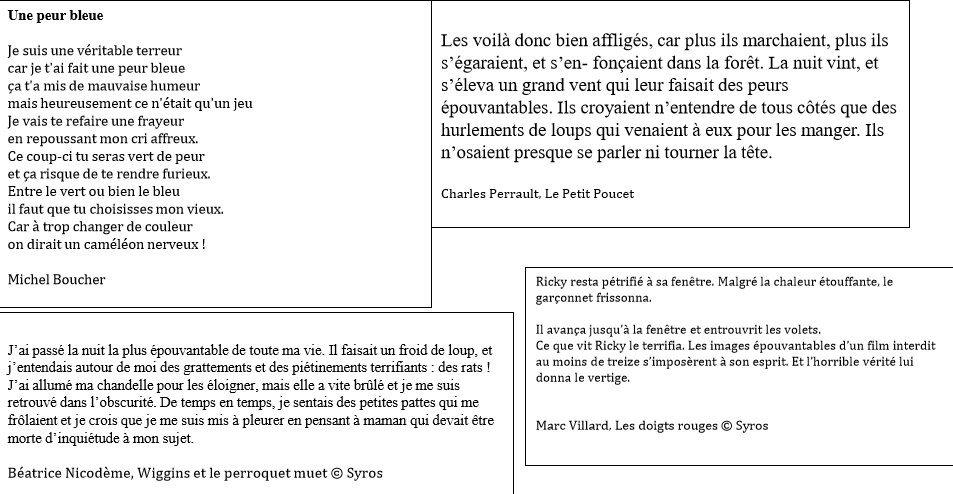 Une peur bleue
Je suis une véritable terreur
car je t'ai fait une peur bleue
ça t'a mis de mauvaise humeur
mais heureusement ce n'était qu'un jeu
Je vais te refaire une frayeur
en repoussant mon cri affreux.
Ce coup-ci tu seras vert de peur
et ça risque de te rendre furieux.
Entre le vert ou bien le bleu
il faut que tu choisisses mon vieux.
Car à trop changer de couleur
on dirait un caméléon nerveux !
Michel Boucher
Les voilà donc bien affligés, car plus ils marchaient, plus ils
s’égaraient, et s’en- fonçaient dans la forêt. La nuit vint, et
s’éleva un grand vent qui leur faisait des peurs
épouvantables. Ils croyaient n’entendre de tous côtés que des
hurlements de loups qui venaient à eux pour les manger. Ils
n’osaient presque se parler ni tourner la tête.
Charles Perrault, Le Petit Poucet
J’ai passé la nuit la plus épouvantable de toute ma vie. Il faisait un froid de loup, et
j’entendais autour de moi des grattements et des piétinements terrifiants : des rats !
J’ai allumé ma chandelle pour les éloigner, mais elle a vite brûlé et je me suis
retrouvé dans l’obscurité. De temps en temps, je sentais des petites pattes qui me
frôlaient et je crois que je me suis mis à pleurer en pensant à maman qui devait être
morte d’inquiétude à mon sujet.
Béatrice Nicodème, Wiggins et le perroquet muet © Syros
Ricky resta pétrifié à sa fenêtre. Malgré la chaleur étouffante, le
garçonnet frissonna.
Il avança jusqu’à la fenêtre et entrouvrit les volets.
Ce que vit Ricky le terrifia. Les images épouvantables d’un film interdit
au moins de treize s’imposèrent à son esprit. Et l’horrible vérité lui
donna le vertige.
Marc Villard, Les doigts rouges © Syros